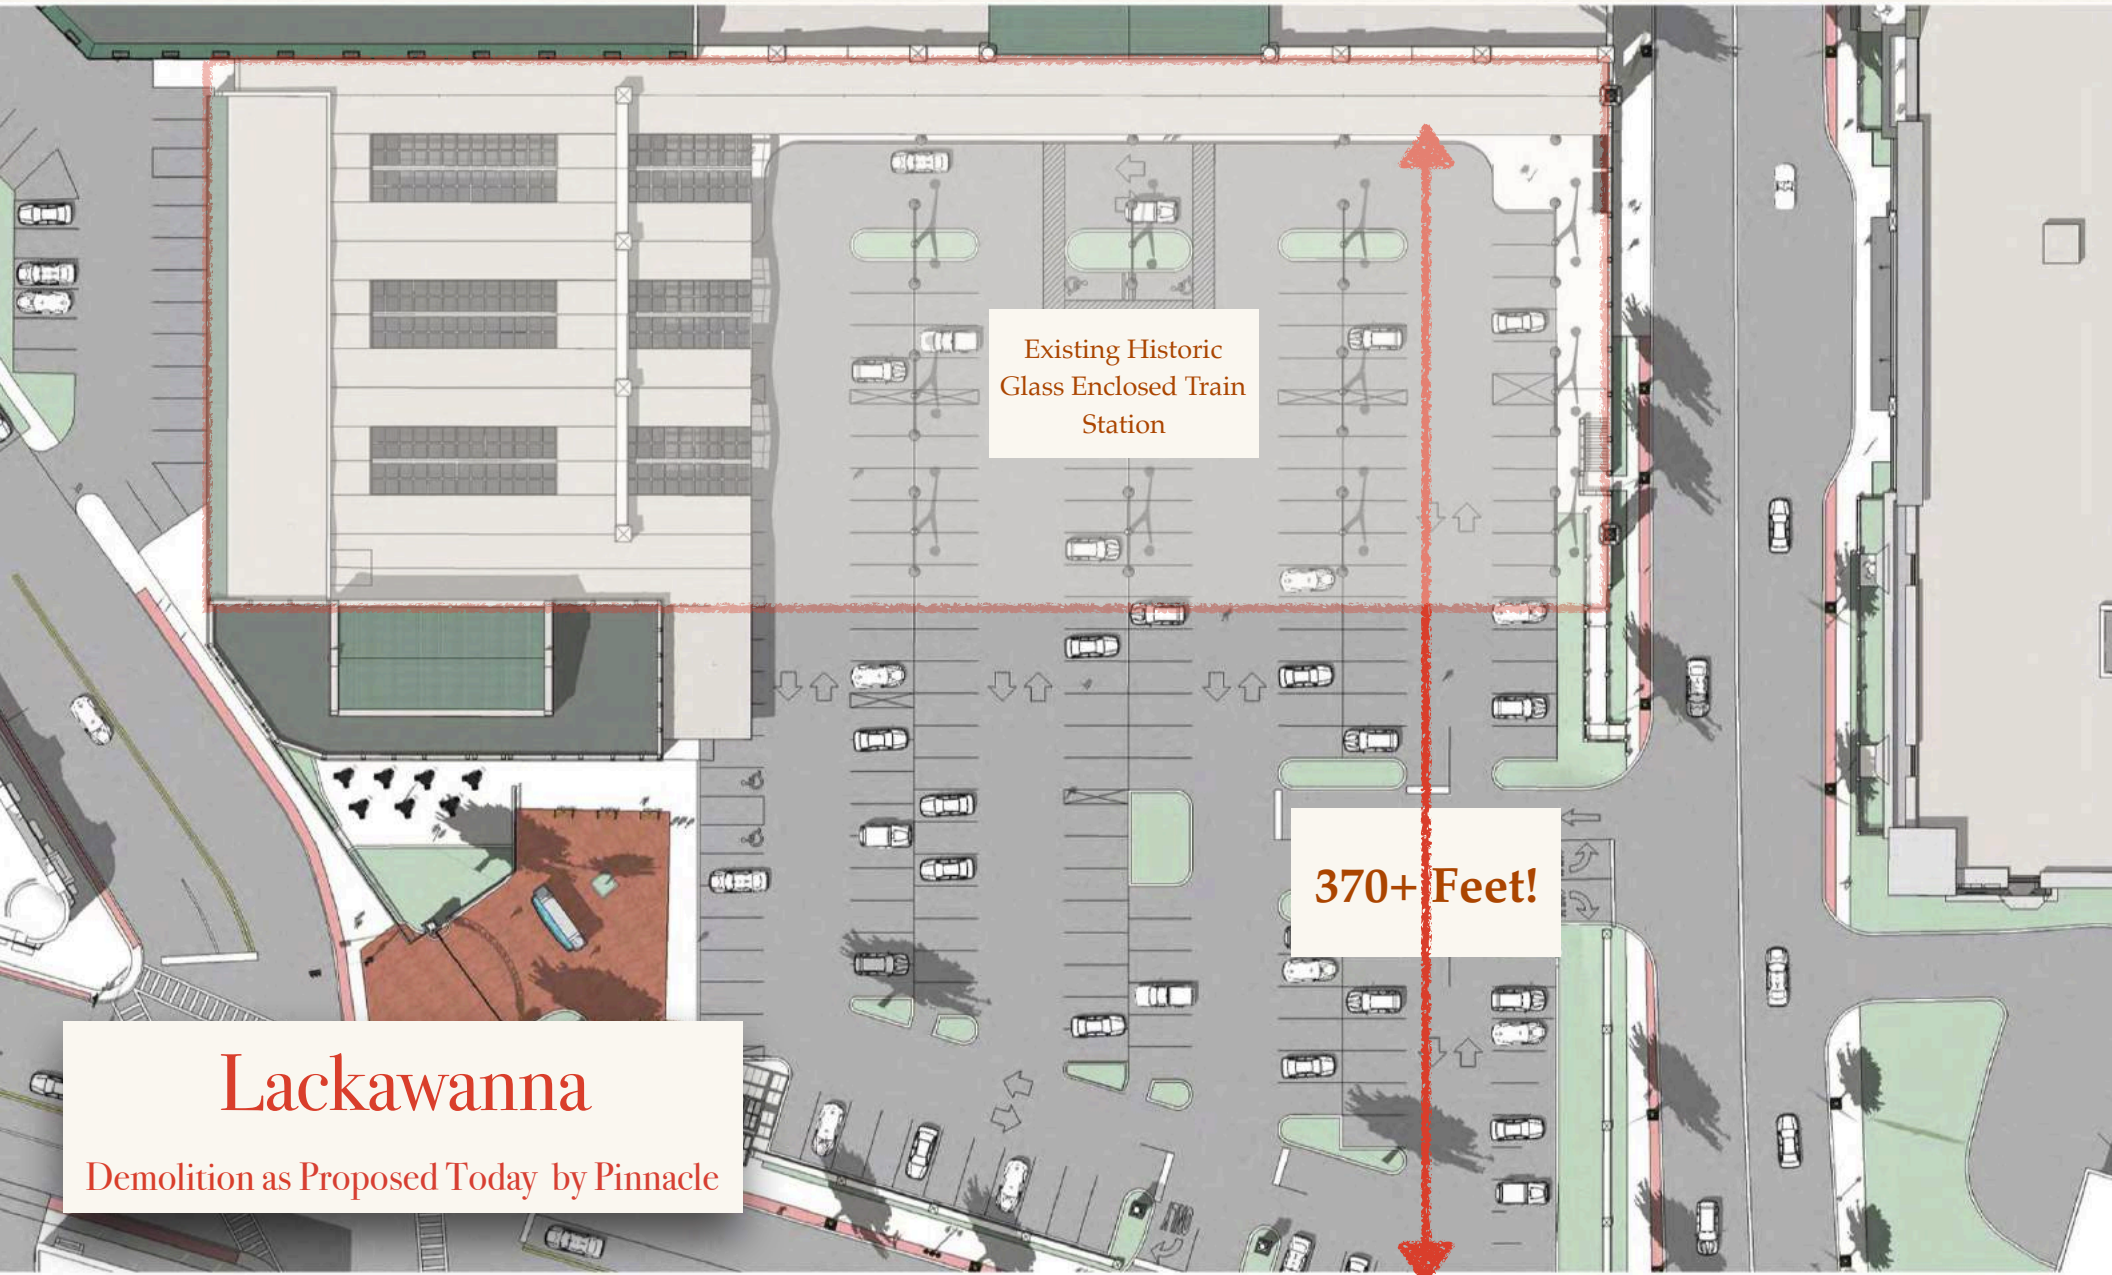 Existing Historic
Glass Enclosed Train
Station
370+ Feet!
Lackawanna
Demolition as Proposed Today by Pinnacle